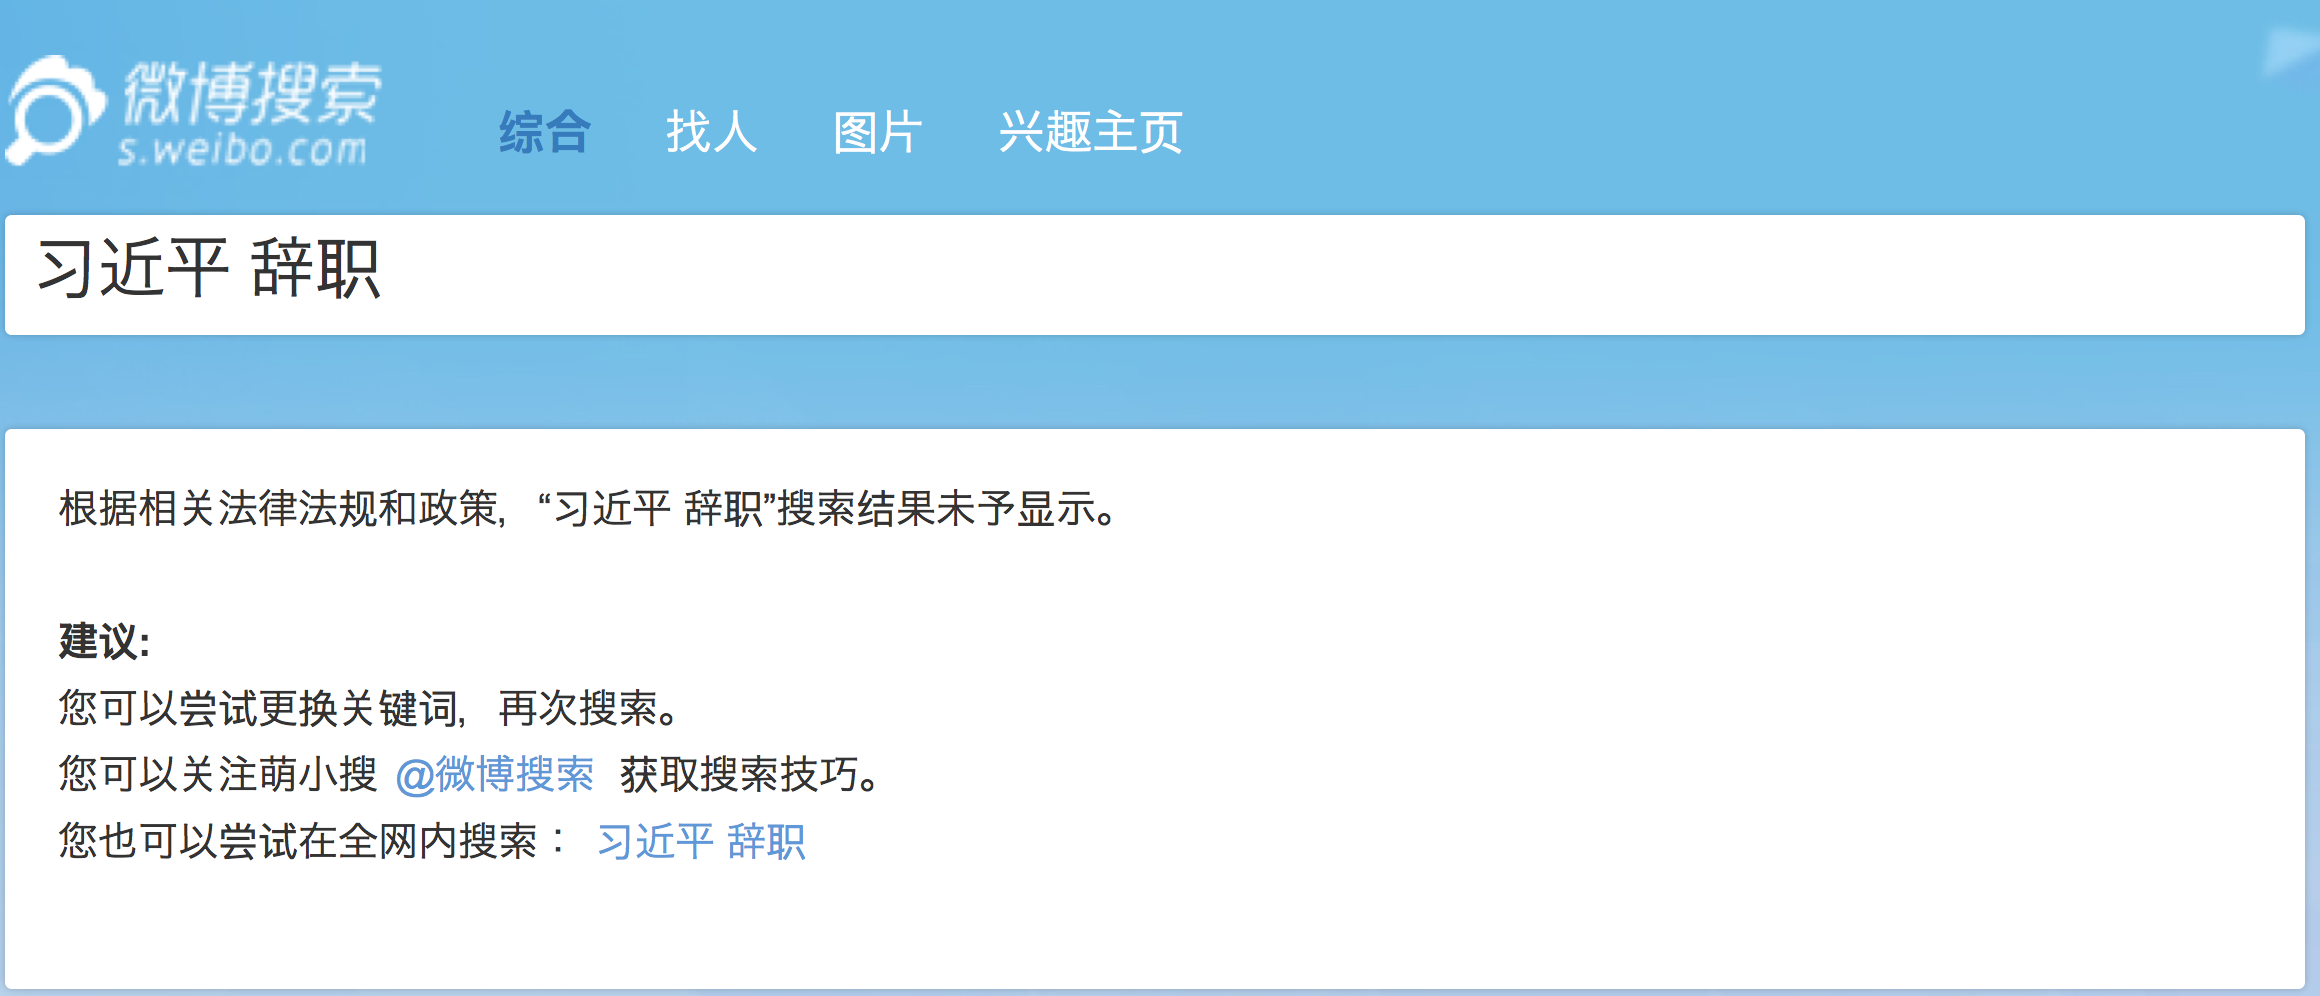 微博搜索
s.weibo.com
综合 找人 图片 兴趣主页
习近平 辞职
根据相关法律法规和政策，“习近平 辞职”搜索结果未予显示。
建议:
您可以尝试更换关键词，再次搜索。
您可以关注萌小搜 @微博搜索 获取搜索技巧。
您也可以尝试在全网内搜索： 习近平 辞职